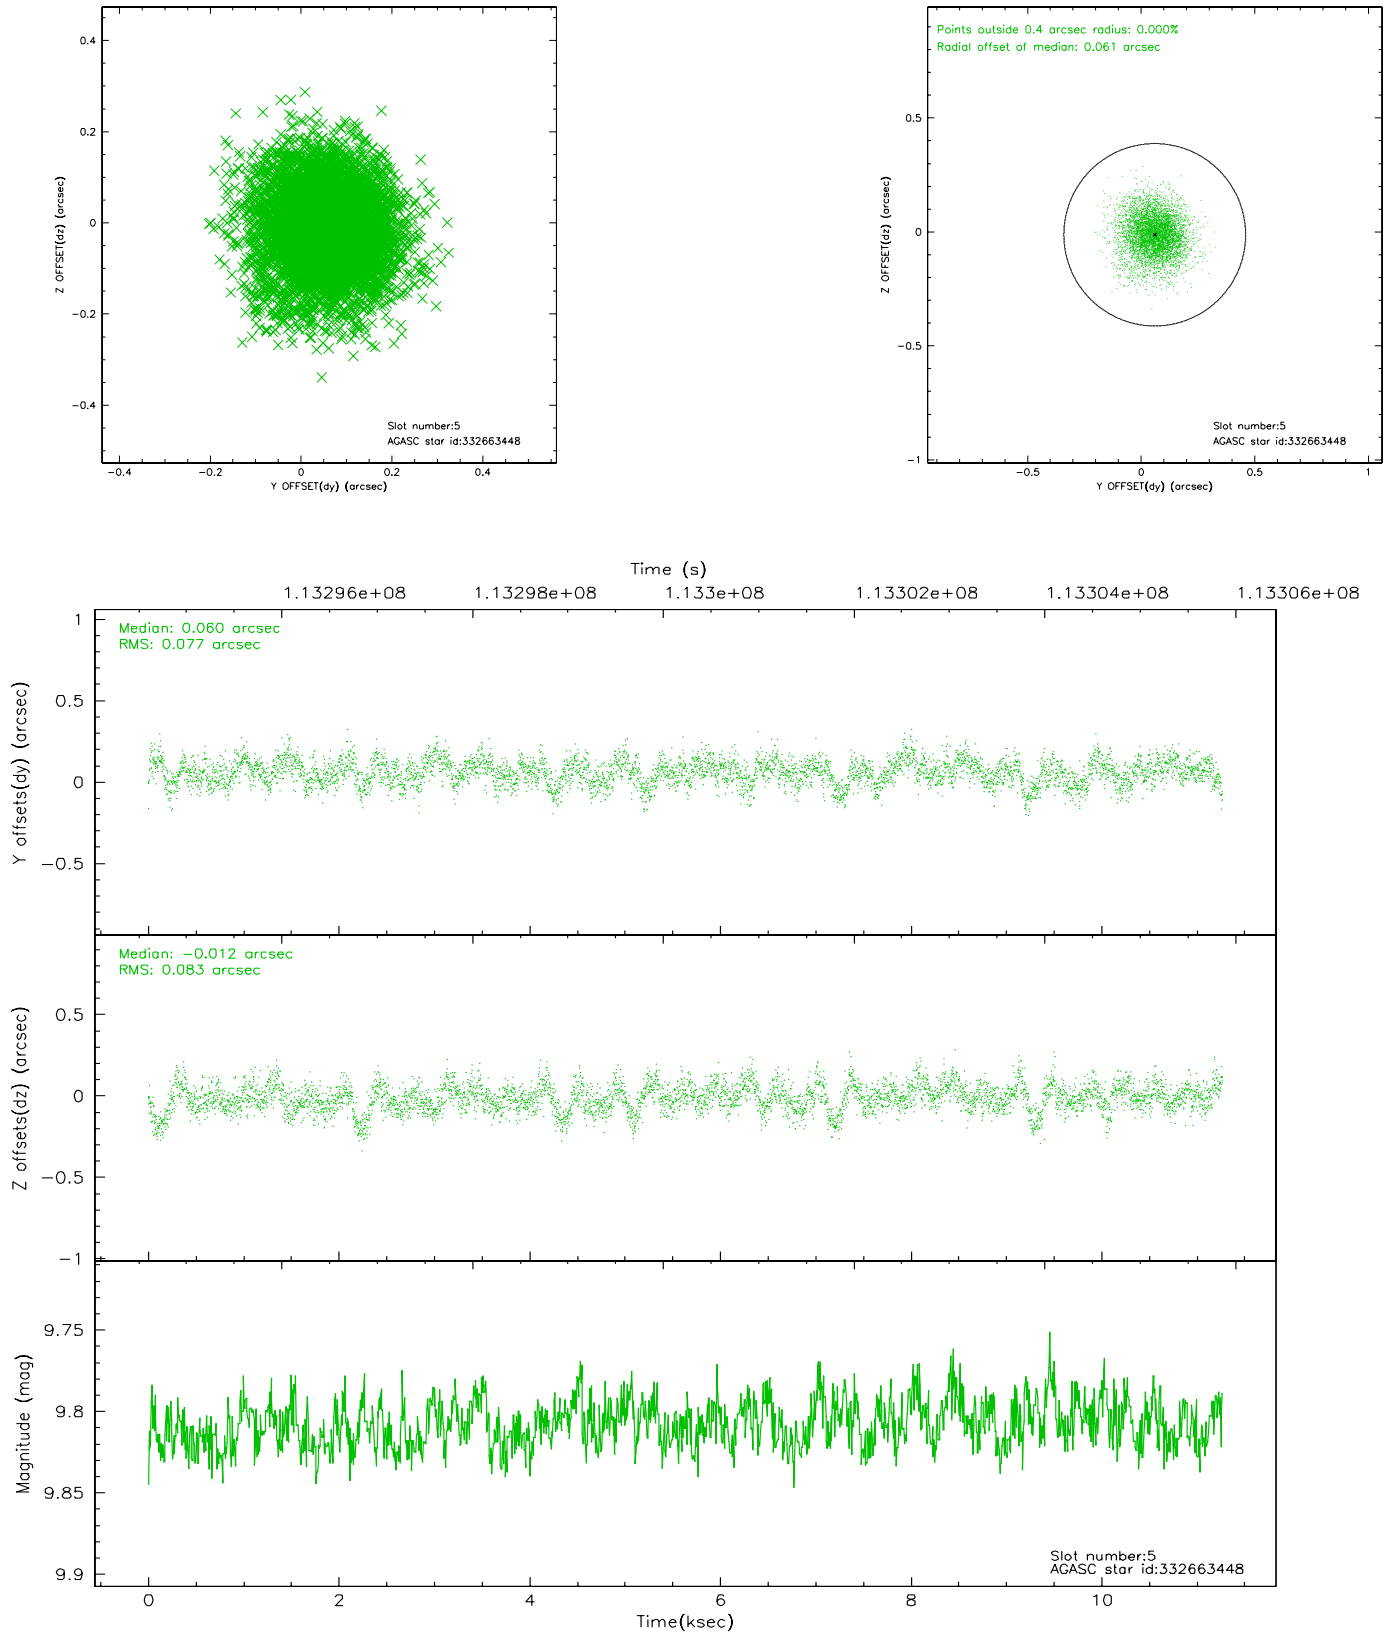 0.4
0.2
0
−0.2
−0.4
Z OFFSET(dz) (arcsec)
Slot number:5
AGASC star id:332663448
−0.4
−0.2
0
0.2
0.4
Y OFFSET(dy) (arcsec)
Points outside 0.4 arcsec radius: 0.000%
Radial offset of median: 0.061 arcsec
0.5
0
−0.5
−1
Z OFFSET(dz) (arcsec)
Slot number:5
AGASC star id:332663448
−0.5
0
0.5
1
Y OFFSET(dy) (arcsec)
Time (s)
1.13296e+08
1.13298e+08
1.133e+08
1.13302e+08
1.13304e+08
1.13306e+08
Median: 0.060 arcsec
RMS: 0.077 arcsec
1
0.5
0
−0.5
Y offsets(dy) (arcsec)
Median: −0.012 arcsec
RMS: 0.083 arcsec
0.5
0
−0.5
−1
Z offsets(dz) (arcsec)
9.75
9.8
9.85
9.9
Magnitude (mag)
Slot number:5
AGASC star id:332663448
0
2
4
6
8
10
Time(ksec)